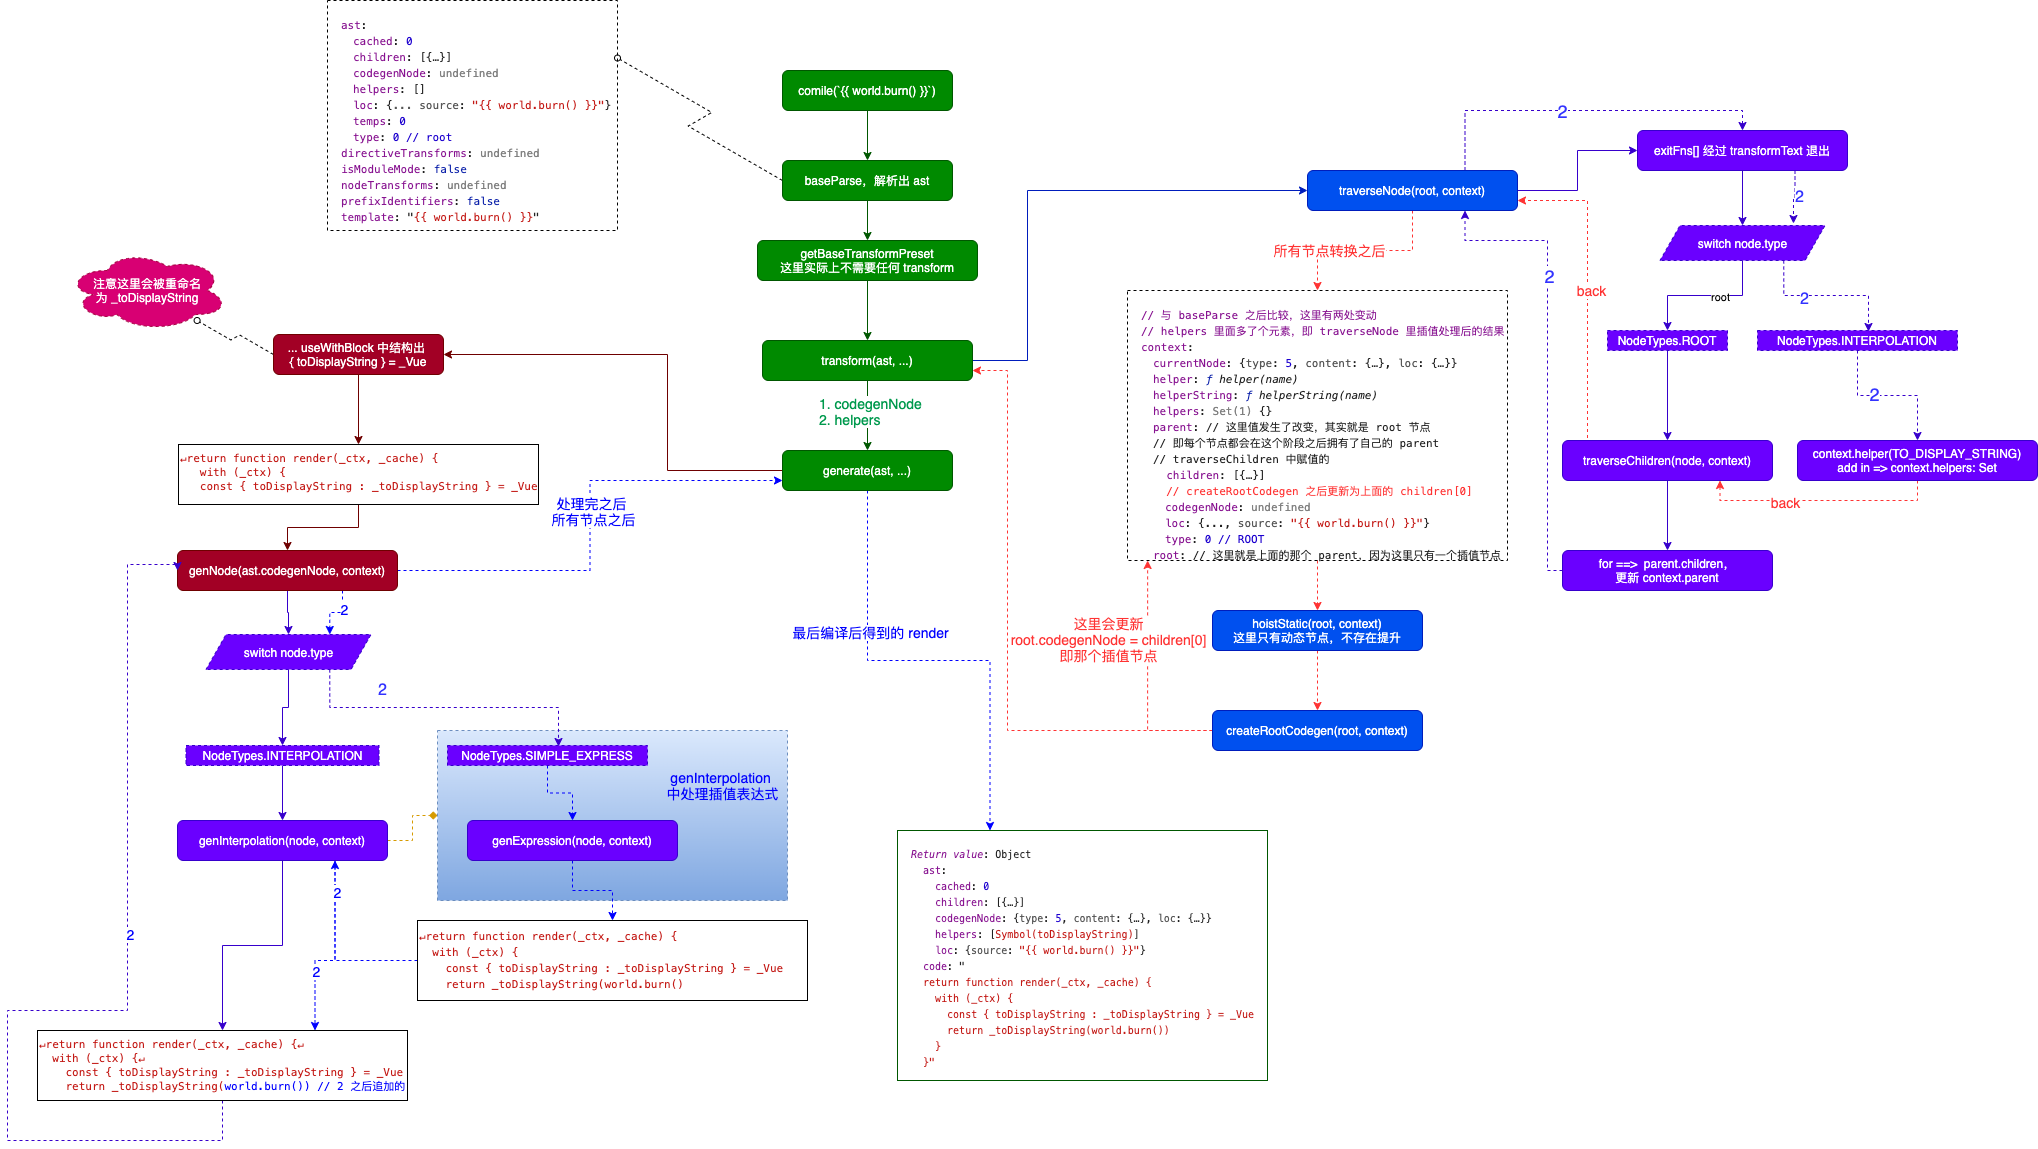 ast:
cached: 0
children: [{…}]
codegenNode: undefined
helpers: []
loc: {... source: "{{ world.burn() }}"}
temps: 0
type: 0 // root
directiveTransforms: undefined
isModuleMode: false
nodeTransforms: undefined
prefixIdentifiers: false
template: "{{ world.burn() }}"
comile(`{{ world.burn() }}`)
baseParse，解析出 ast
getBaseTransformPreset
这里实际上不需要任何 transform
transform(ast, ...)
1. codegenNode
2. helpers
generate(ast, ...)
注意这里会被重命名
为 _toDisplayString
... useWithBlock 中结构出
{ toDisplayString } = _Vue
↵return function render(_ctx, _cache) {
with (_ctx) {
const { toDisplayString : _toDisplayString } = _Vue
处理完之后
所有节点之后
genNode(ast.codegenNode, context)
2
switch node.type
2
NodeTypes.INTERPOLATION
NodeTypes.SIMPLE_EXPRESS
genInterpolation
中处理插值表达式
genInterpolation(node, context)
genExpression(node, context)
2
2
2
↵return function render(_ctx, _cache) {
with (_ctx) {
const { toDisplayString : _toDisplayString } = _Vue
return _toDisplayString(world.burn()
↵return function render(_ctx, _cache) {↵
with (_ctx) {↵
const { toDisplayString : _toDisplayString } = _Vue
return _toDisplayString(world.burn()) // 2 之后追加的
最后编译后得到的 render
Return value: Object
ast:
cached: 0
children: [{…}]
codegenNode: {type: 5, content: {…}, loc: {…}}
helpers: [Symbol(toDisplayString)]
loc: {source: "{{ world.burn() }}"}
code: "
return function render(_ctx, _cache) {
with (_ctx) {
const { toDisplayString : _toDisplayString } = _Vue
return _toDisplayString(world.burn())
}
}"
traverseNode(root, context)
所有节点转换之后
// 与 baseParse 之后比较，这里有两处变动
// helpers 里面多了个元素，即 traverseNode 里插值处理后的结果
context:
currentNode: {type: 5, content: {…}, loc: {…}}
helper: ƒ helper(name)
helperString: ƒ helperString(name)
helpers: Set(1) {}
parent: // 这里值发生了改变，其实就是 root 节点
// 即每个节点都会在这个阶段之后拥有了自己的 parent
// traverseChildren 中赋值的
children: [{…}]
// createRootCodegen 之后更新为上面的 children[0]
codegenNode: undefined
loc: {..., source: "{{ world.burn() }}"}
type: 0 // ROOT
root: // 这里就是上面的那个 parent，因为这里只有一个插值节点
这里会更新
root.codegenNode = children[0]
即那个插值节点
hoistStatic(root, context)
这里只有动态节点，不存在提升
createRootCodegen(root, context)
2
exitFns[] 经过 transformText 退出
2
switch node.type
root
2
back
2
NodeTypes.ROOT
NodeTypes.INTERPOLATION
2
traverseChildren(node, context)
context.helper(TO_DISPLAY_STRING)
add in => context.helpers: Set
back
for ==> parent.children，
更新 context.parent